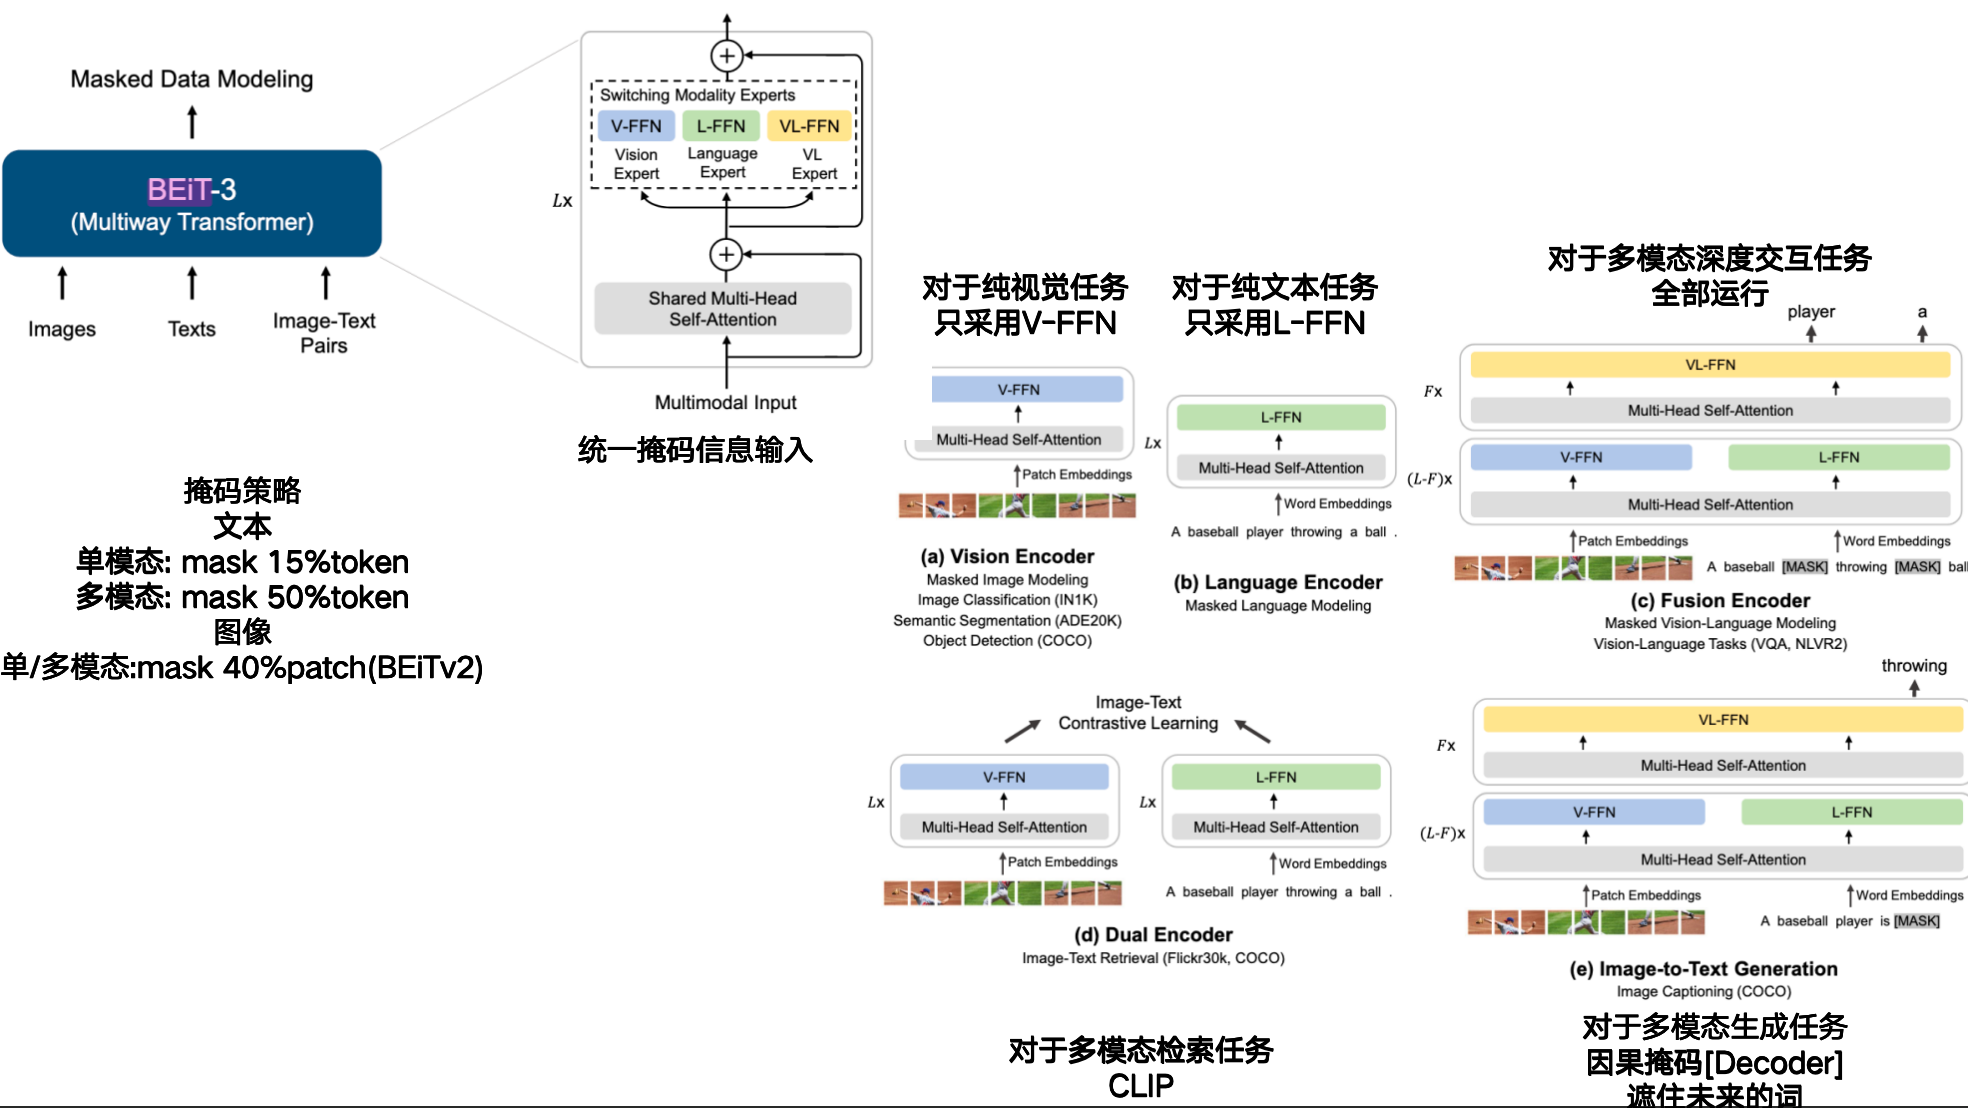 Masked Data Modeling
BEiT-3
(Multiway Transformer)
Images
Texts
Image-Text
Pairs
Switching Modality Experts
V-FFN
L-FFN
VL-FFN
Vision
Expert
Language
Expert
VL
Expert
Lx
Shared Multi-Head
Self-Attention
Multimodal Input
统一掩码信息输入
掩码策略
文本
单模态: mask 15%token
多模态: mask 50%token
图像
单/多模态:mask 40%patch(BEiTv2)
对于纯视觉任务
只采用V-FFN
V-FFN
Multi-Head Self-Attention
Patch Embeddings
(a) Vision Encoder
Masked Image Modeling
Image Classification (IN1K)
Semantic Segmentation (ADE20K)
Object Detection (COCO)
对于纯文本任务
只采用L-FFN
L-FFN
Lx
Multi-Head Self-Attention
Word Embeddings
A baseball player throwing a ball .
(b) Language Encoder
Masked Language Modeling
对于多模态深度交互任务
全部运行
player
a
VL-FFN
Fx
Multi-Head Self-Attention
V-FFN
L-FFN
(L-F)x
Multi-Head Self-Attention
Patch Embeddings
Word Embeddings
A baseball [MASK] throwing [MASK] ball
(c) Fusion Encoder
Masked Vision-Language Modeling
Vision-Language Tasks (VQA, NLVR2)
Image-Text
Contrastive Learning
V-FFN
Lx
Multi-Head Self-Attention
Patch Embeddings
L-FFN
Lx
Multi-Head Self-Attention
Word Embeddings
A baseball player throwing a ball .
(d) Dual Encoder
Image-Text Retrieval (Flickr30k, COCO)
对于多模态检索任务
CLIP
throwing
VL-FFN
Fx
Multi-Head Self-Attention
V-FFN
L-FFN
(L-F)x
Multi-Head Self-Attention
Patch Embeddings
Word Embeddings
A baseball player is [MASK]
(e) Image-to-Text Generation
Image Captioning (COCO)
对于多模态生成任务
因果掩码[Decoder]
遮住未来的词